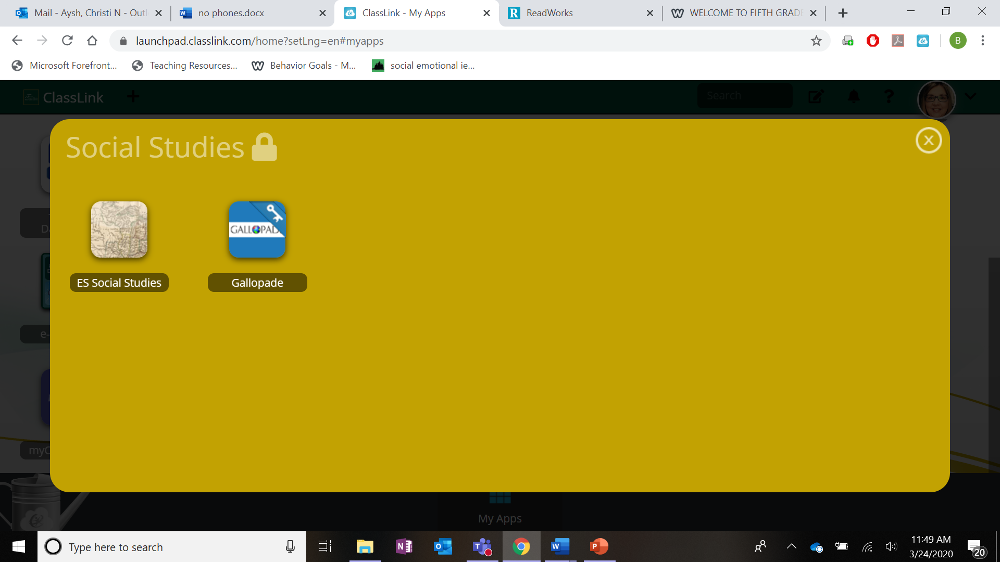 Mail - Aysh, Christi N - Outl
no phones.docx
ClassLink - My Apps
ReadWorks
WELCOME TO FIFTH GRADE
launchpad.classlink.com/home?setLng=en#myapps
B
Microsoft Forefront...
Teaching Resources...
Behavior Goals - M...
social emotional ie...
ClassLink
Search
Social Studies
GALLOPAD
ES Social Studies
Gallopade
e-
myC
My Apps
Type here to search
11:49 AM
3/24/2020
20